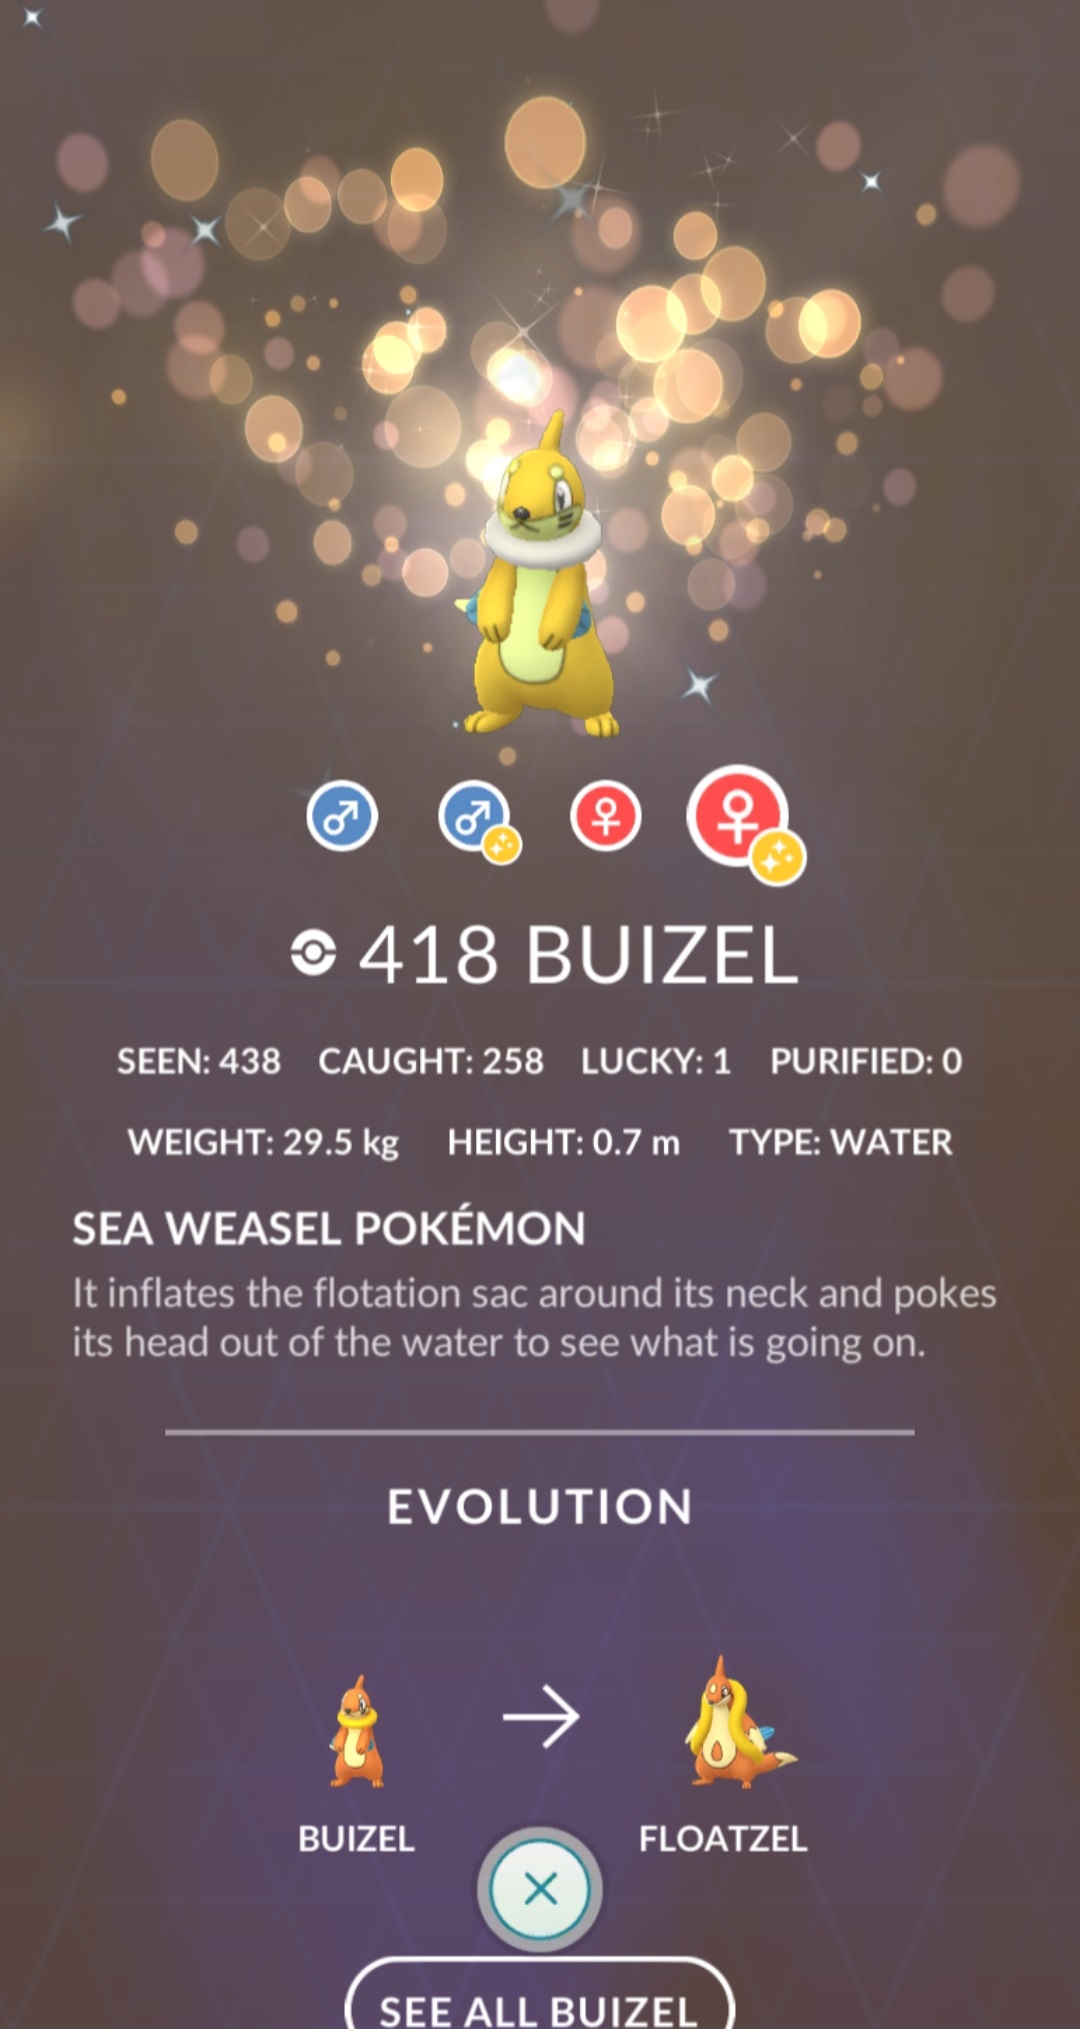 418 BUIZEL
SEEN: 438 CAUGHT: 258 LUCKY: 1 PURIFIED: 0
WEIGHT: 29.5 kg HEIGHT: 0.7 m TYPE: WATER
SEA WEASEL POKÉMON
It inflates the flotation sac around its neck and pokes
its head out of the water to see what is going on.
EVOLUTION
BUIZEL FLOATZEL
SEE ALL BUIZEL